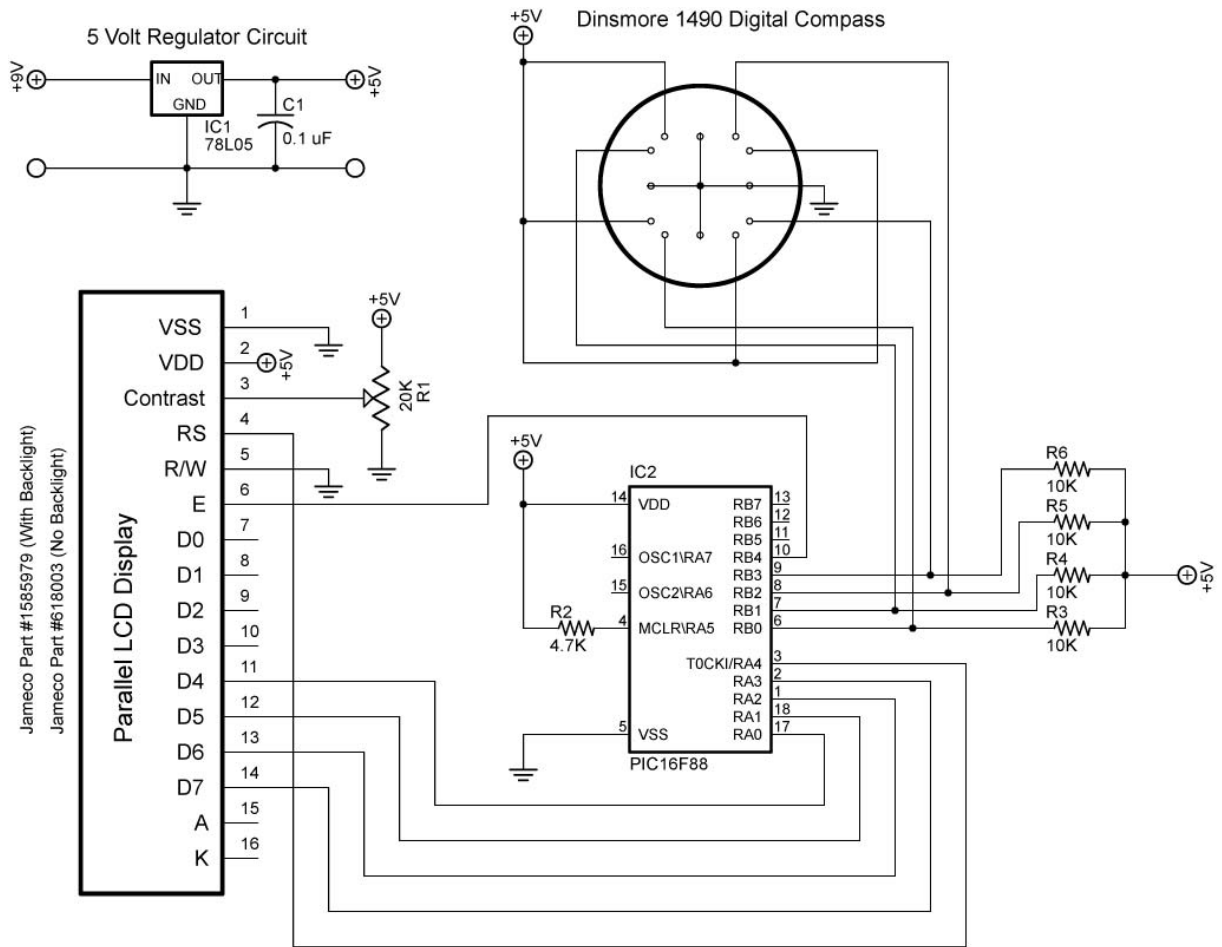 5 Volt Regulator Circuit
+9V
IN OUT
GND
+5V
IC1
78L05
C1
0.1 uF
+5V
Dinsmore 1490 Digital Compass
Jameco Part #1585979 (With Backlight)
Jameco Part #618003 (No Backlight)
Parallel LCD Display
VSS 1
VDD 2
+5V
Contrast 3
RS 4
R/W 5
E 6
D0 7
D1 8
D2 9
D3 10
D4 11
D5 12
D6 13
D7 14
A 15
K 16
+5V
20K
R1
+5V
R2
4.7K
IC2
14 VDD
16 OSC1\RA7
15 OSC2\RA6
4 MCLR\RA5
5 VSS
RB7 13
RB6 12
RB5 11
RB4 10
RB3 9
RB2 8
RB1 7
RB0 6
T0CKI/RA4 3
RA3 2
RA2 1
RA1 18
RA0 17
PIC16F88
R6
10K
R5
10K
R4
10K
R3
10K
+5V